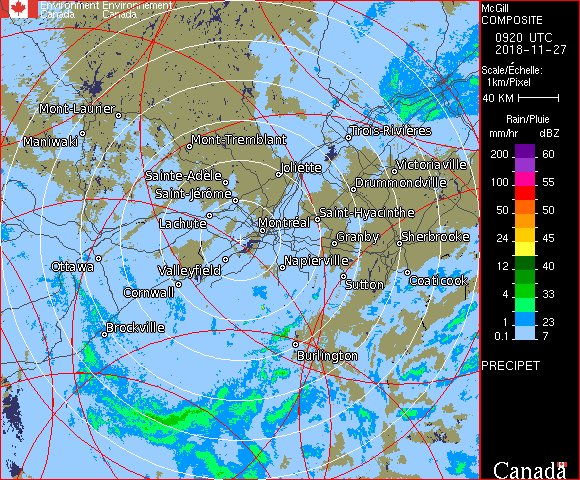 Environment Environnement
Canada Canada
McGill
COMPOSITE
0920 UTC
2018-11-27
Scale/Échelle:
1km/Pixel
40 KM
Rain/Pluie
mm/hr dBZ
200 60
100 55
50 50
24 45
12 40
4 33
1 23
0.1 7
PRECIPET
Canada
Mont-Laurier
Maniwaki
Mont-Tremblant
Trois-Rivières
Joliette
Victoriaville
Sainte-Adèle
Drummondville
Saint-Jérôme
Saint-Hyacinthe
Lachute
Montréal
Granby
Sherbrooke
Ottawa
Valleyfield
Napierville
Cornwall
Sutton
Coaticook
Brockville
Burlington